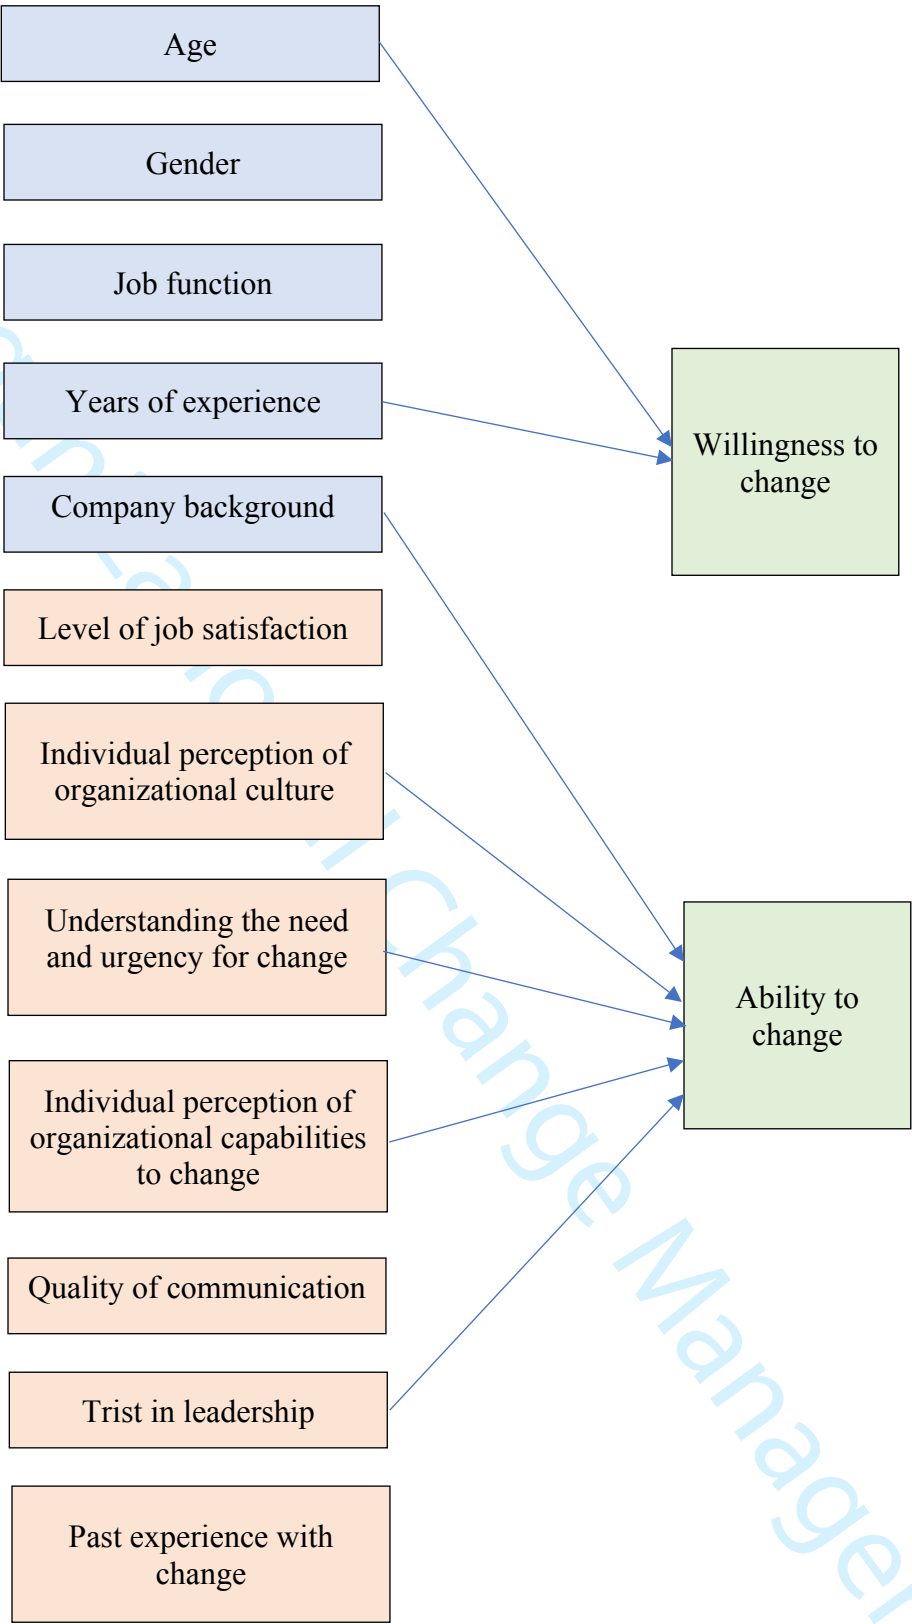 Age
Gender
Job function
Years of experience
Willingness to
change
Company background
Level of job satisfaction
Individual perception of
organizational culture
Understanding the need
and urgency for change
Ability to
change
Individual perception of
organizational capabilities
to change
Quality of communication
Trist in leadership
Past experience with
change
Change